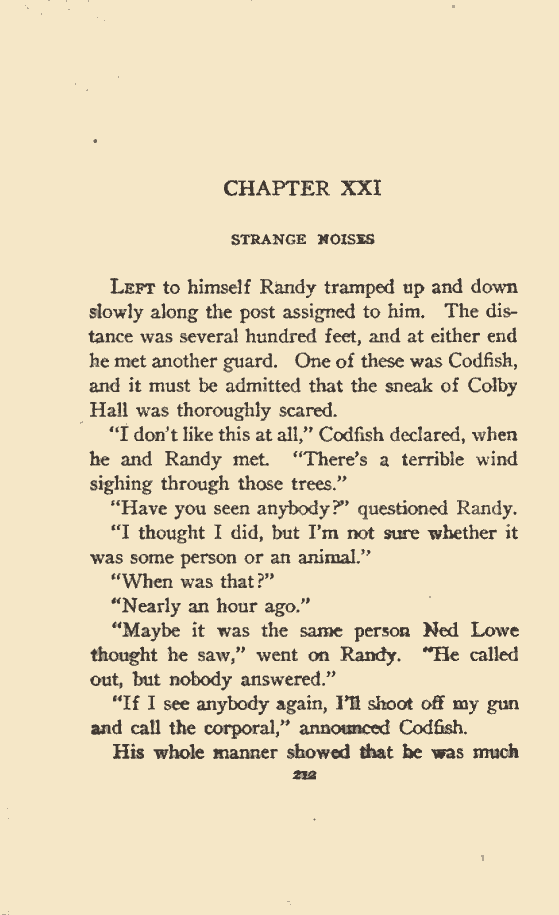 CHAPTER XXI
STRANGE NOISES
LEFT to himself Randy tramped up and down
slowly along the post assigned to him. The dis-
tance was several hundred feet, and at either end
he met another guard. One of these was Codfish,
and it must be admitted that the sneak of Colby
Hall was thoroughly scared.
“I don't like this at all,” Codfish declared, when
he and Randy met. “There's a terrible wind
sighing through those trees.”
“Have you seen anybody?” questioned Randy.
“I thought I did, but I'm not sure whether it
was some person or an animal.”
“When was that?”
“Nearly an hour ago.”
“Maybe it was the same person Ned Lowe
thought he saw,” went on Randy. “He called
out, but nobody answered.”
“If I see anybody again, I'll shoot off my gun
and call the corporal,” announced Codfish.
His whole manner showed that he was much
212